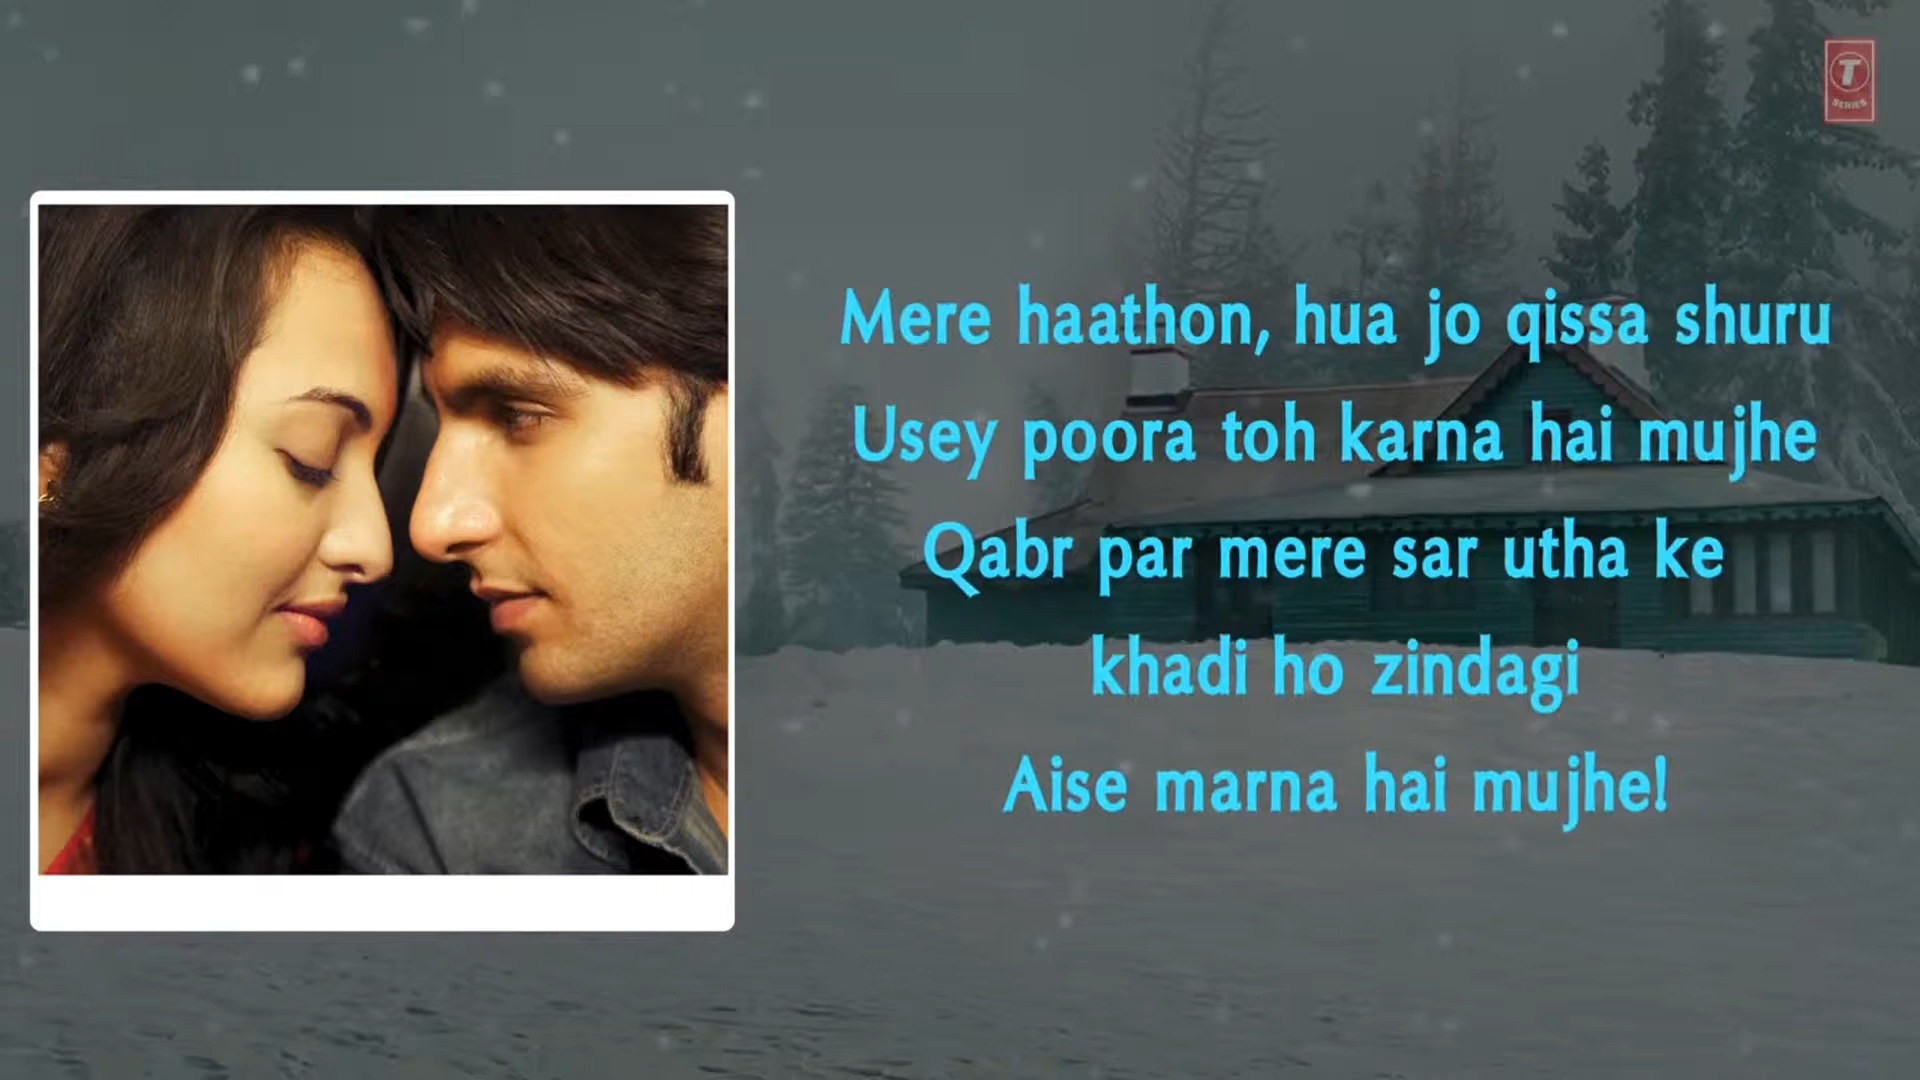 T
SERIES
Mere haathon, hua jo qissa shuru
Usey poora toh karna hai mujhe
Qabr par mere sar utha ke
khadi ho zindagi
Aise marna hai mujhe!